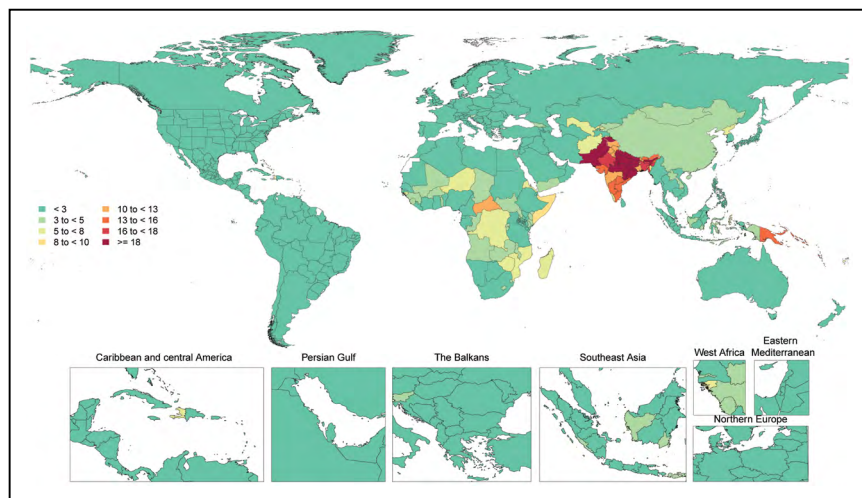 < 3
3 to < 5
5 to < 8
8 to < 10
10 to < 13
13 to < 16
16 to < 18
>= 18
Caribbean and central America
Persian Gulf
The Balkans
Southeast Asia
West Africa
Eastern
Mediterranean
Northern Europe